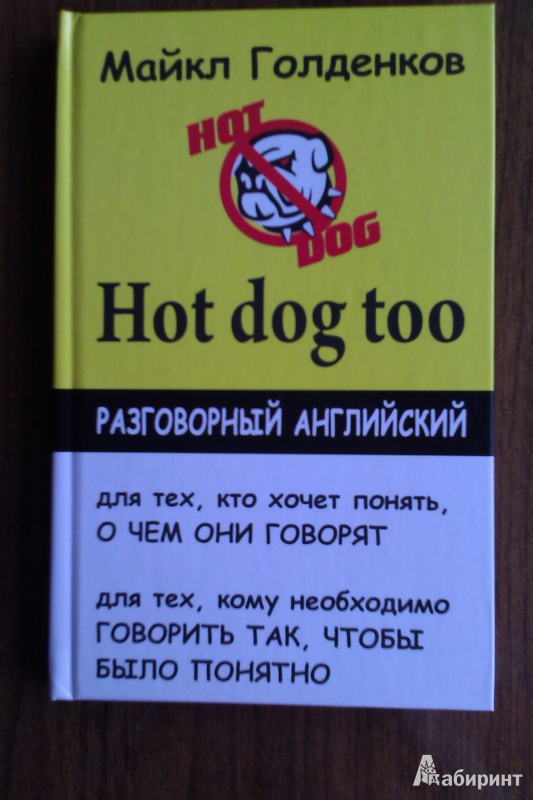 Майкл Голденков
HOT
DOG
Hot dog too
РАЗГОВОРНЫЙ АНГЛИЙСКИЙ
для тех, кто хочет понять,
О ЧЕМ ОНИ ГОВОРЯТ
для тех, кому необходимо
ГОВОРИТЬ ТАК, ЧТОБЫ
БЫЛО ПОНЯТНО
Лабиринт